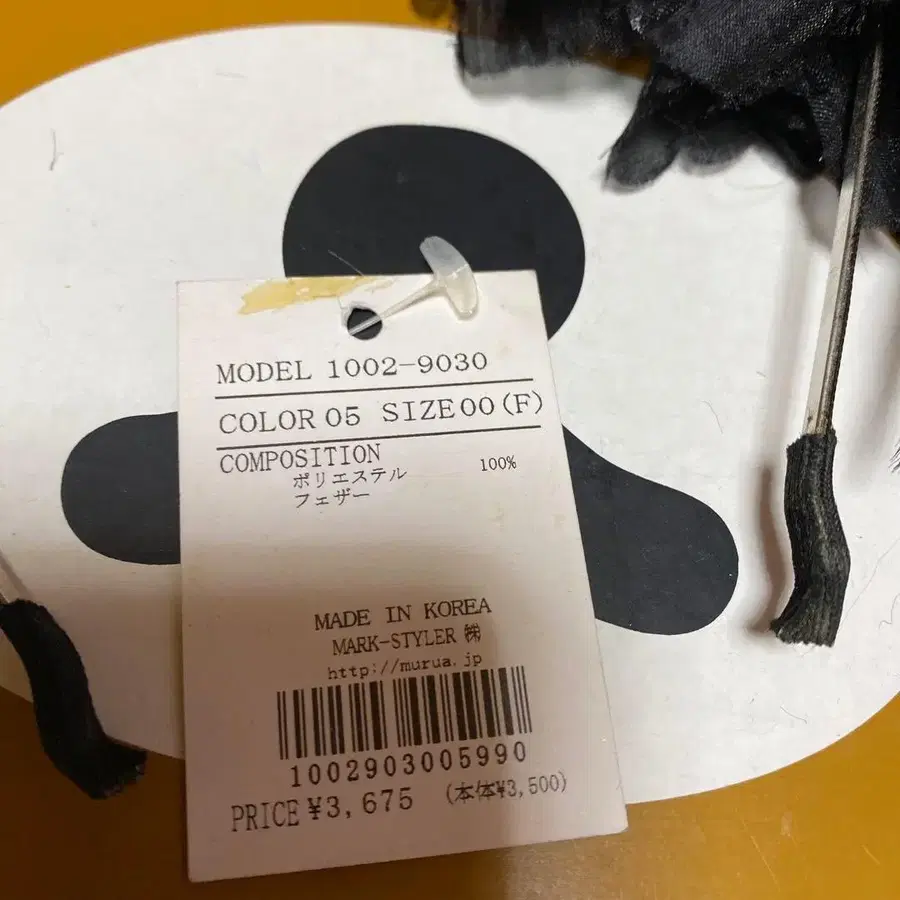 MODEL 1002-9030
COLOR 05 SIZE 00 (F)
COMPOSITION
ポリエステル 100%
フェザー
MADE IN KOREA
MARK-STYLER ㈱
http://murua.jp
1002903005990
PRICE ¥3,675 (本体¥3,500)